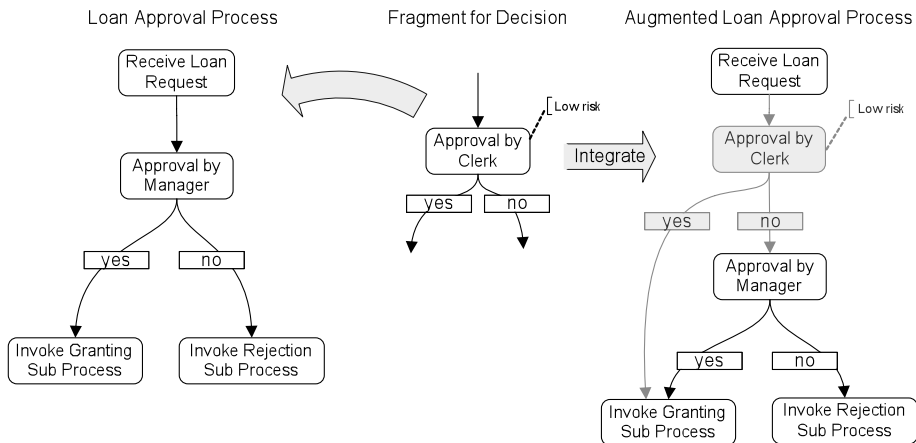 Loan Approval Process
Receive Loan
Request
Approval by
Manager
yes
no
Invoke Granting
Sub Process
Invoke Rejection
Sub Process
Fragment for Decision
Low risk
Approval by
Clerk
yes
no
Integrate
Augmented Loan Approval Process
Receive Loan
Request
Low risk
Approval by
Clerk
yes
no
Approval by
Manager
yes
no
Invoke Granting
Sub Process
Invoke Rejection
Sub Process